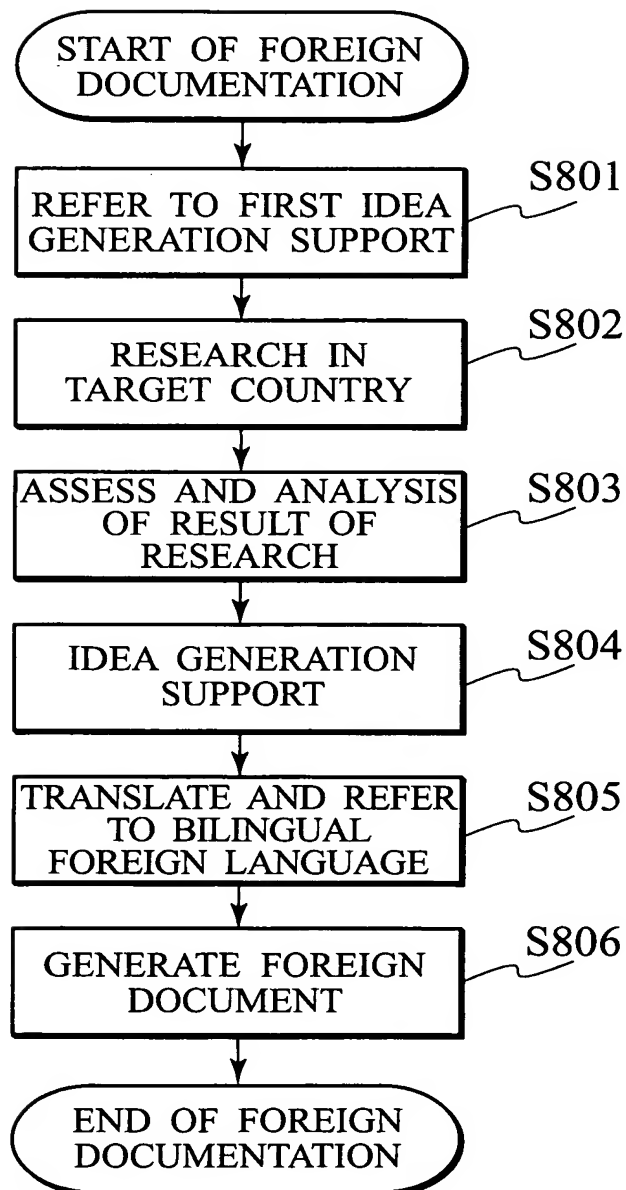 START OF FOREIGN
DOCUMENTATION
S801
REFER TO FIRST IDEA
GENERATION SUPPORT
S802
RESEARCH IN
TARGET COUNTRY
S803
ASSESS AND ANALYSIS
OF RESULT OF
RESEARCH
S804
IDEA GENERATION
SUPPORT
S805
TRANSLATE AND REFER
TO BILINGUAL
FOREIGN LANGUAGE
S806
GENERATE FOREIGN
DOCUMENT
END OF FOREIGN
DOCUMENTATION